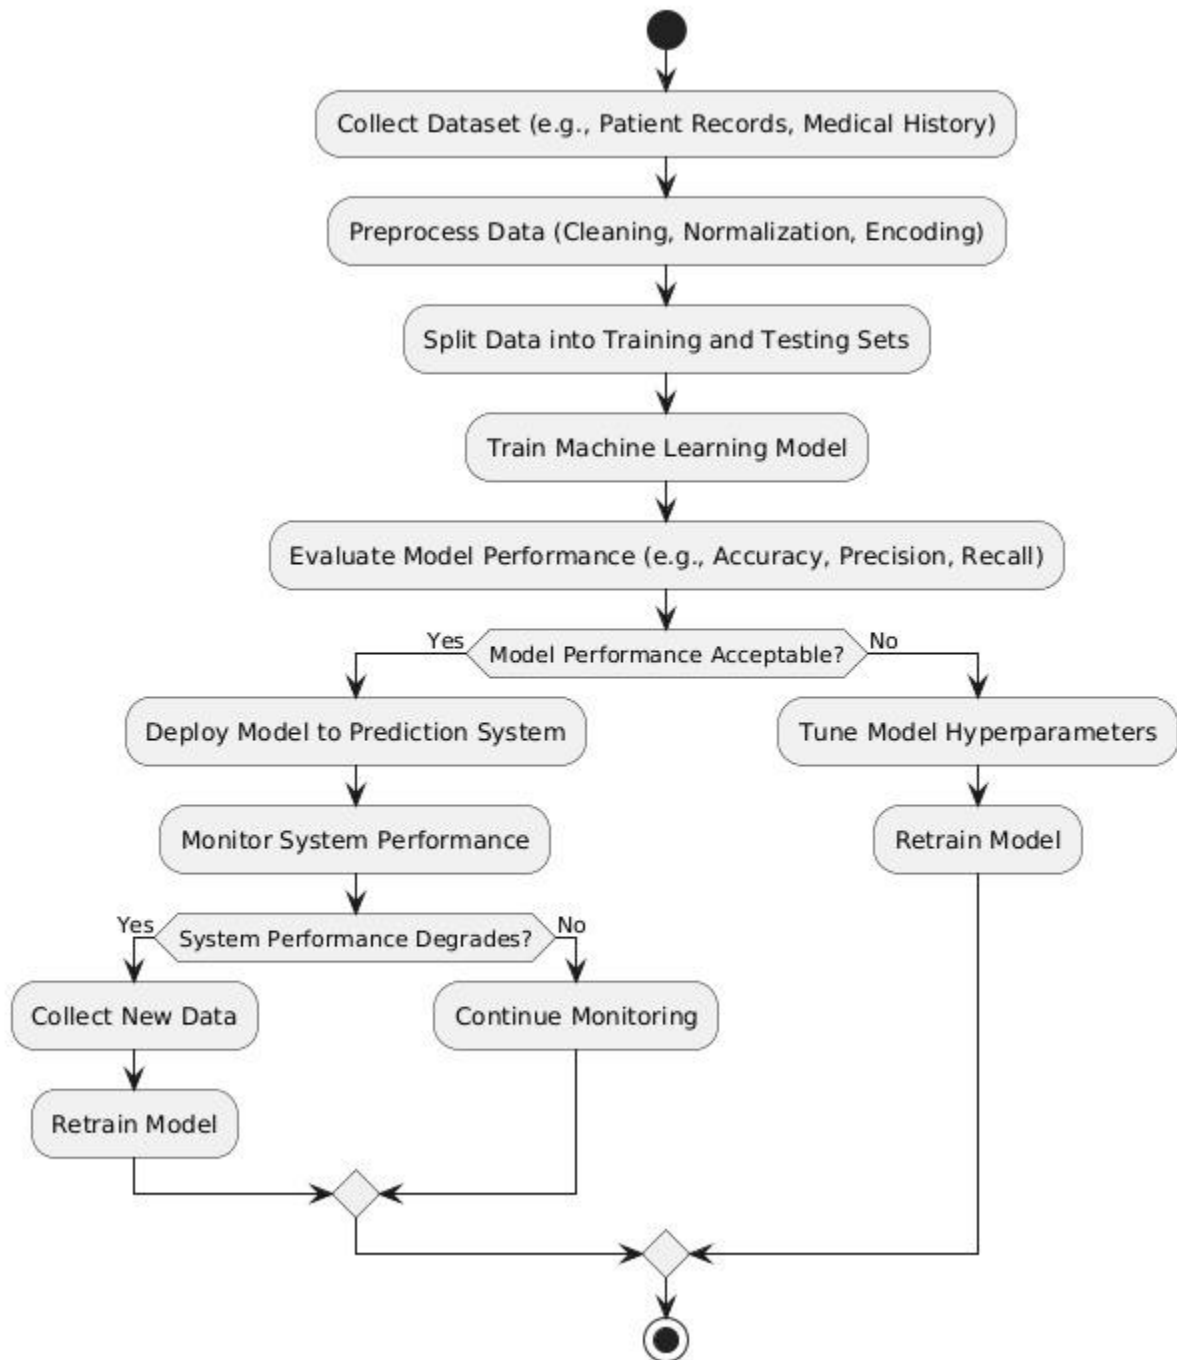 Collect Dataset (e.g., Patient Records, Medical History)
Preprocess Data (Cleaning, Normalization, Encoding)
Split Data into Training and Testing Sets
Train Machine Learning Model
Evaluate Model Performance (e.g., Accuracy, Precision, Recall)
Yes
Model Performance Acceptable?
No
Deploy Model to Prediction System
Tune Model Hyperparameters
Monitor System Performance
Retrain Model
Yes
System Performance Degrades?
No
Collect New Data
Continue Monitoring
Retrain Model